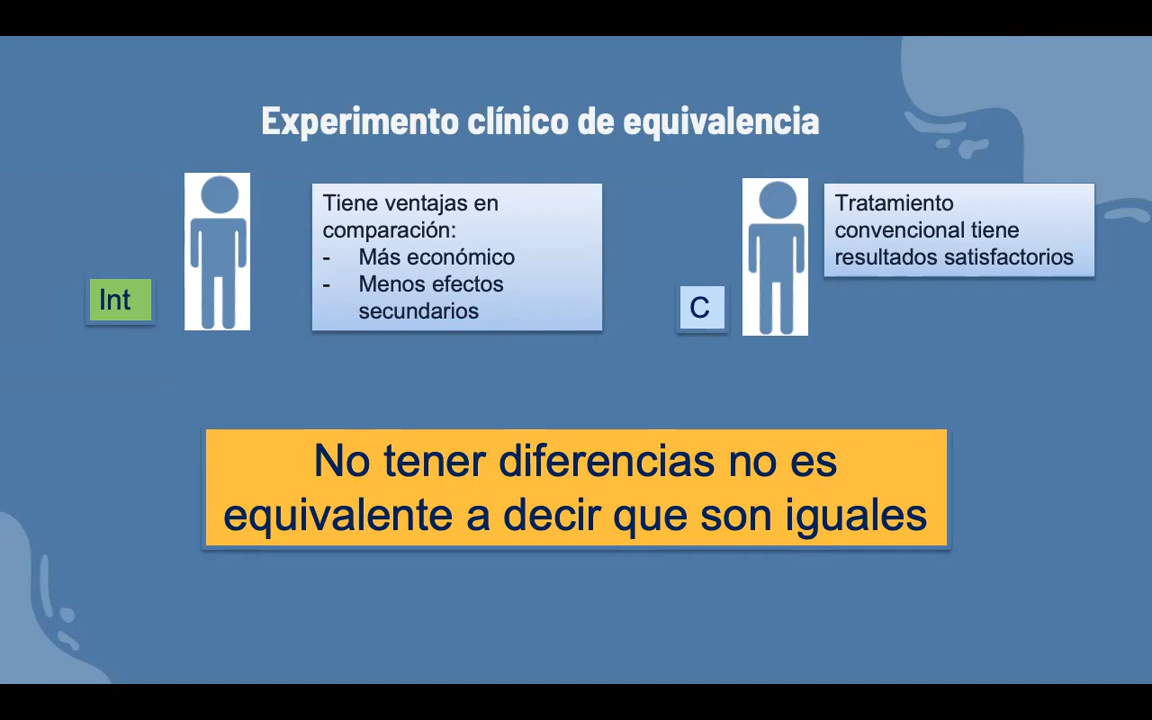 Experimento clínico de equivalencia
Int
Tiene ventajas en
comparación:
- Más económico
- Menos efectos
secundarios
C
Tratamiento
convencional tiene
resultados satisfactorios
No tener diferencias no es
equivalente a decir que son iguales